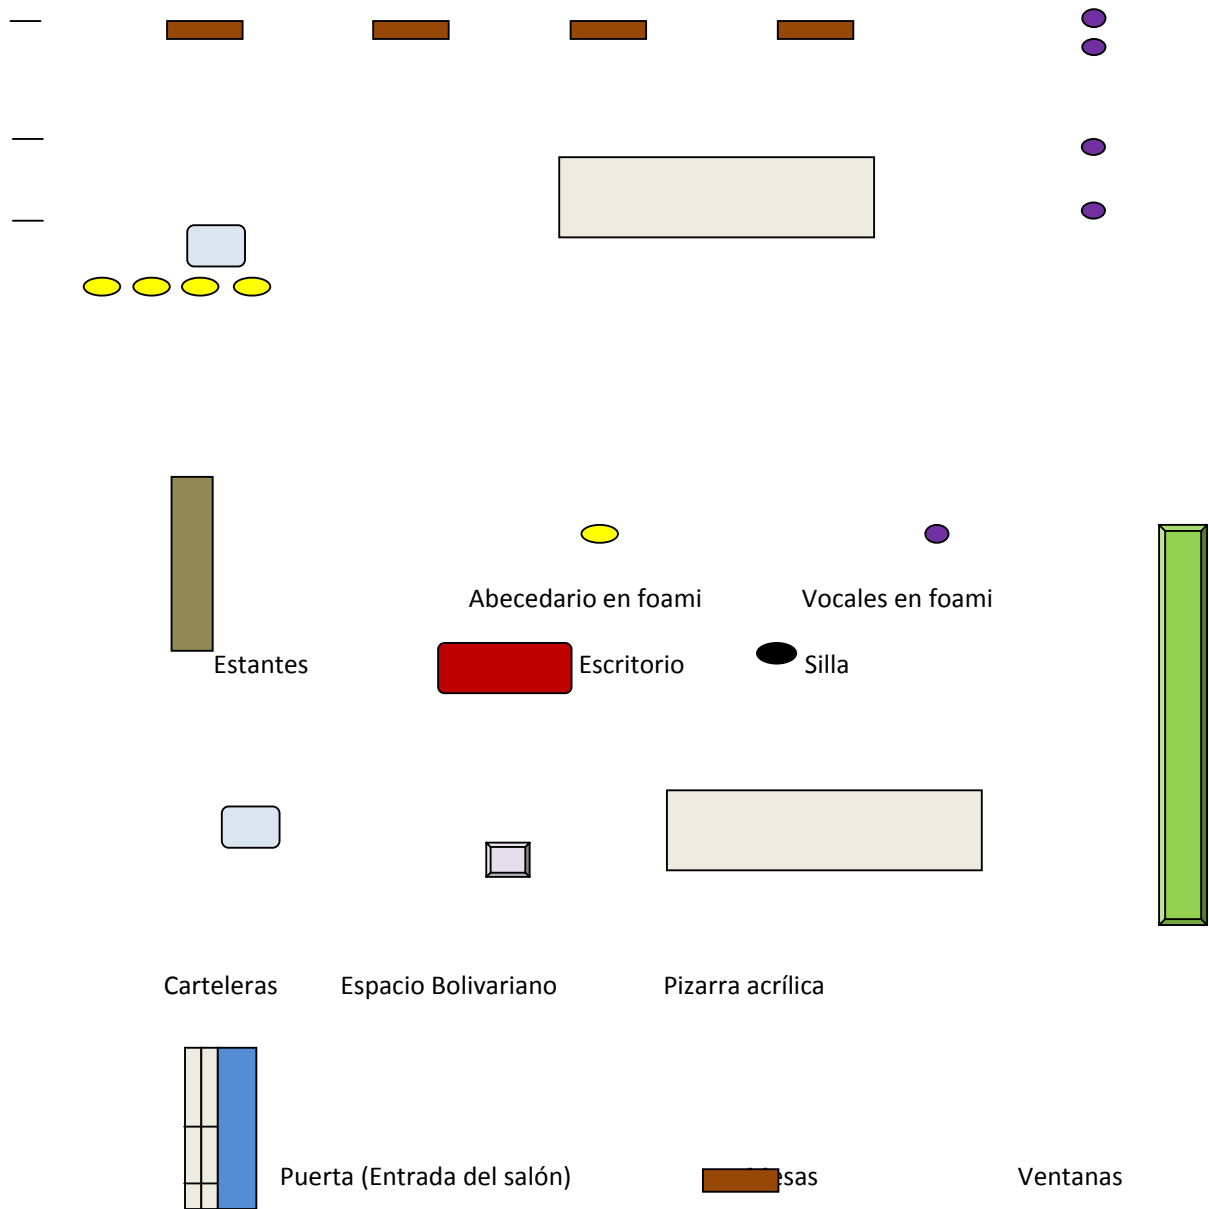 Abecedario en foami Vocales en foami
Estantes Escritorio Silla
Carteleras Espacio Bolivariano Pizarra acrílica
Puerta (Entrada del salón) Ventanas